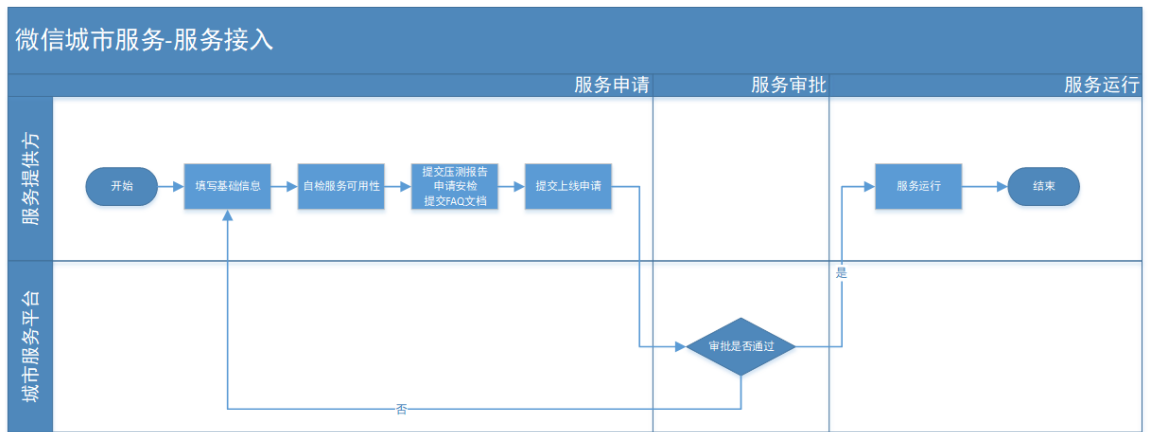 微信城市服务-服务接入
服务申请
服务审批
服务运行
服务提供方
开始
填写基础信息
自检服务可用性
提交压测报告
申请安检
提交FAQ文档
提交上线申请
服务运行
结束
是
城市服务平台
审批是否通过
否